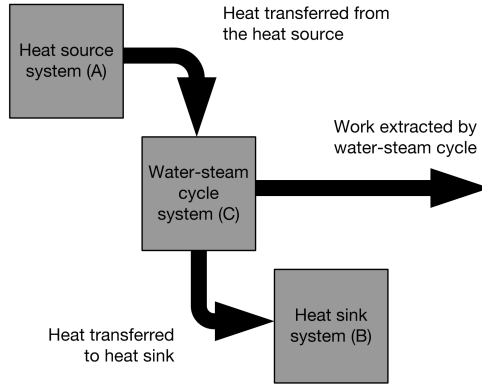 Heat transferred from
the heat source
Heat source
system (A)
Work extracted by
water-steam cycle
Water-steam
cycle
system (C)
Heat sink
system (B)
Heat transferred
to heat sink